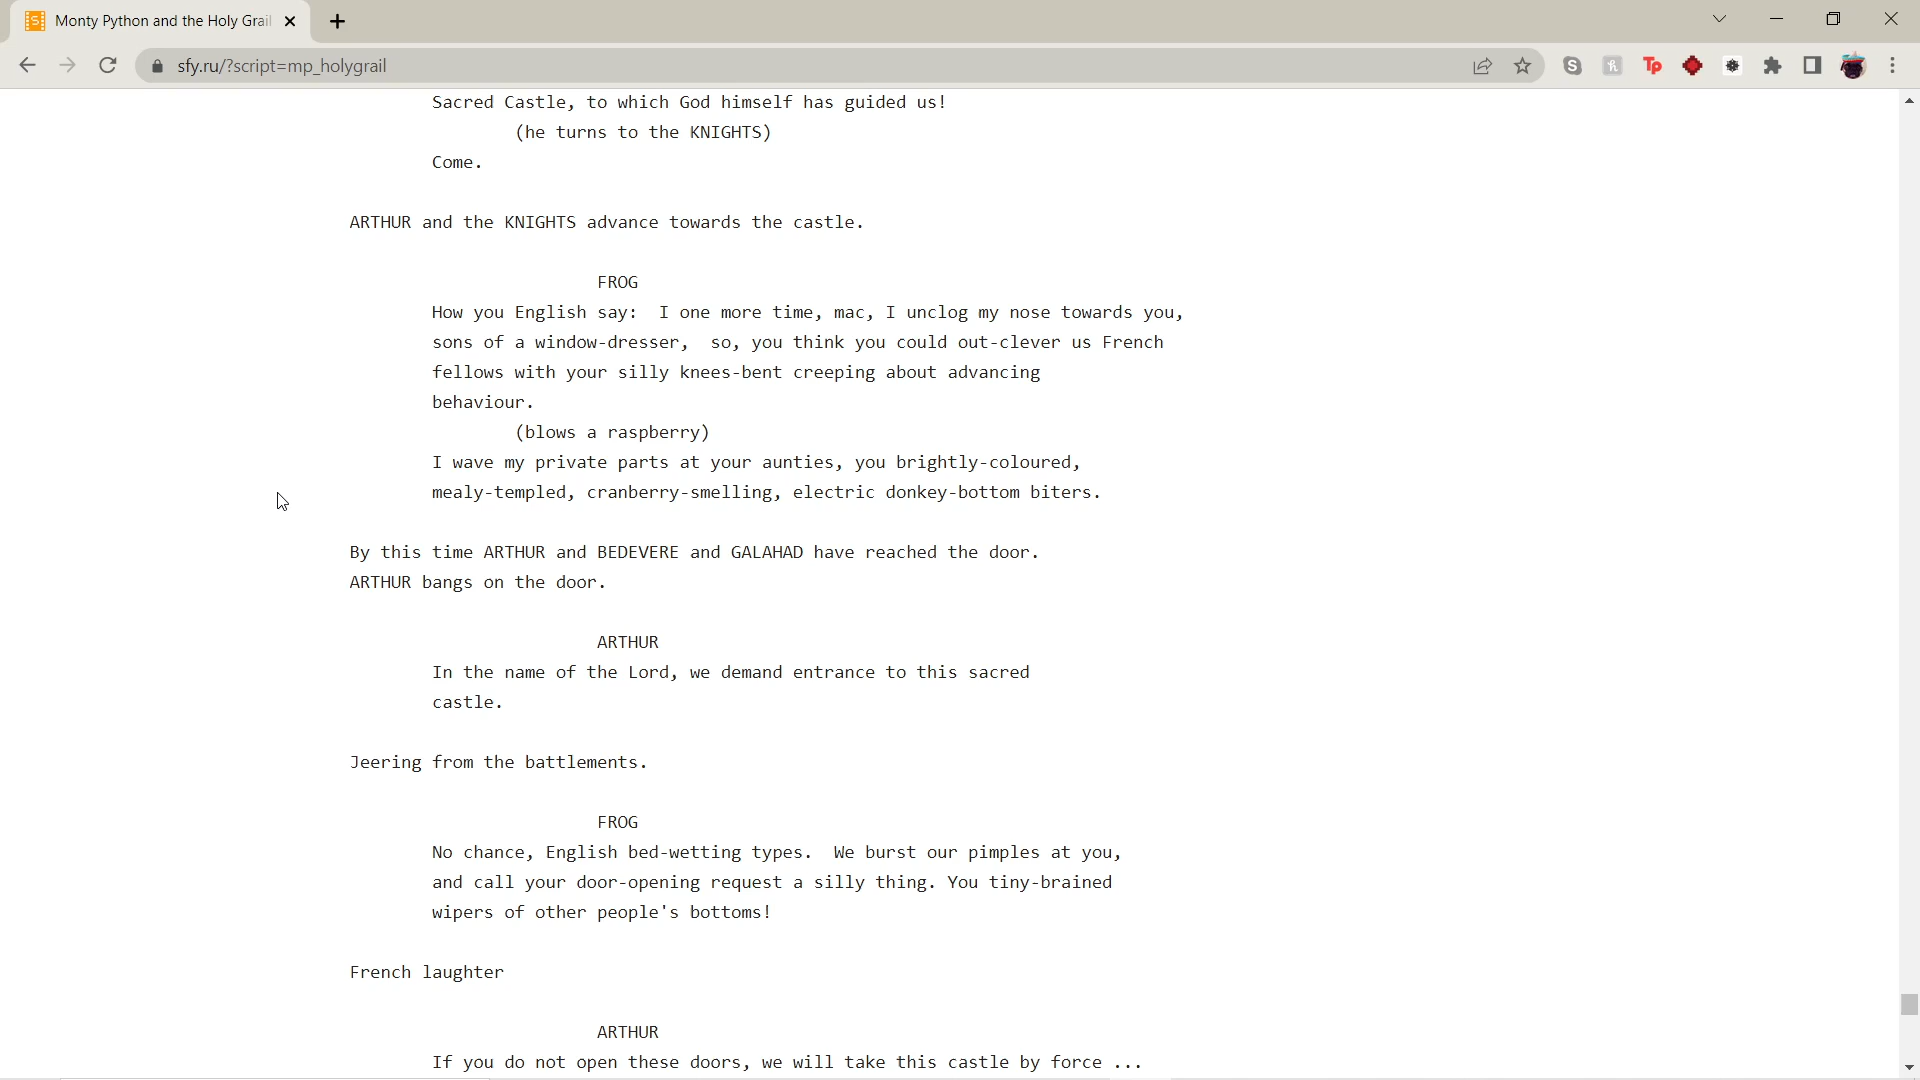 Monty Python and the Holy Grail
sfy.ru/?script=mp_holygrail
Sacred Castle, to which God himself has guided us!
(he turns to the KNIGHTS)
Come.
ARTHUR and the KNIGHTS advance towards the castle.
FROG
How you English say:  I one more time, mac, I unclog my nose towards you,
sons of a window-dresser,  so, you think you could out-clever us French
fellows with your silly knees-bent creeping about advancing
behaviour.
(blows a raspberry)
I wave my private parts at your aunties, you brightly-coloured,
mealy-templed, cranberry-smelling, electric donkey-bottom biters.
By this time ARTHUR and BEDEVERE and GALAHAD have reached the door.
ARTHUR bangs on the door.
ARTHUR
In the name of the Lord, we demand entrance to this sacred
castle.
Jeering from the battlements.
FROG
No chance, English bed-wetting types.  We burst our pimples at you,
and call your door-opening request a silly thing. You tiny-brained
wipers of other people's bottoms!
French laughter
ARTHUR
If you do not open these doors, we will take this castle by force ...